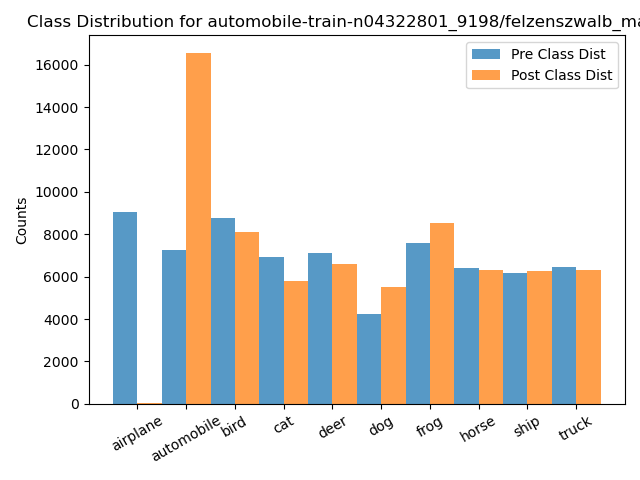 Class Distribution for automobile-train-n04322801_9198/felzenszwalb_ma
Pre Class Dist
Post Class Dist
Counts
16000
14000
12000
10000
8000
6000
4000
2000
0
airplane
automobile
bird
cat
deer
dog
frog
horse
ship
truck